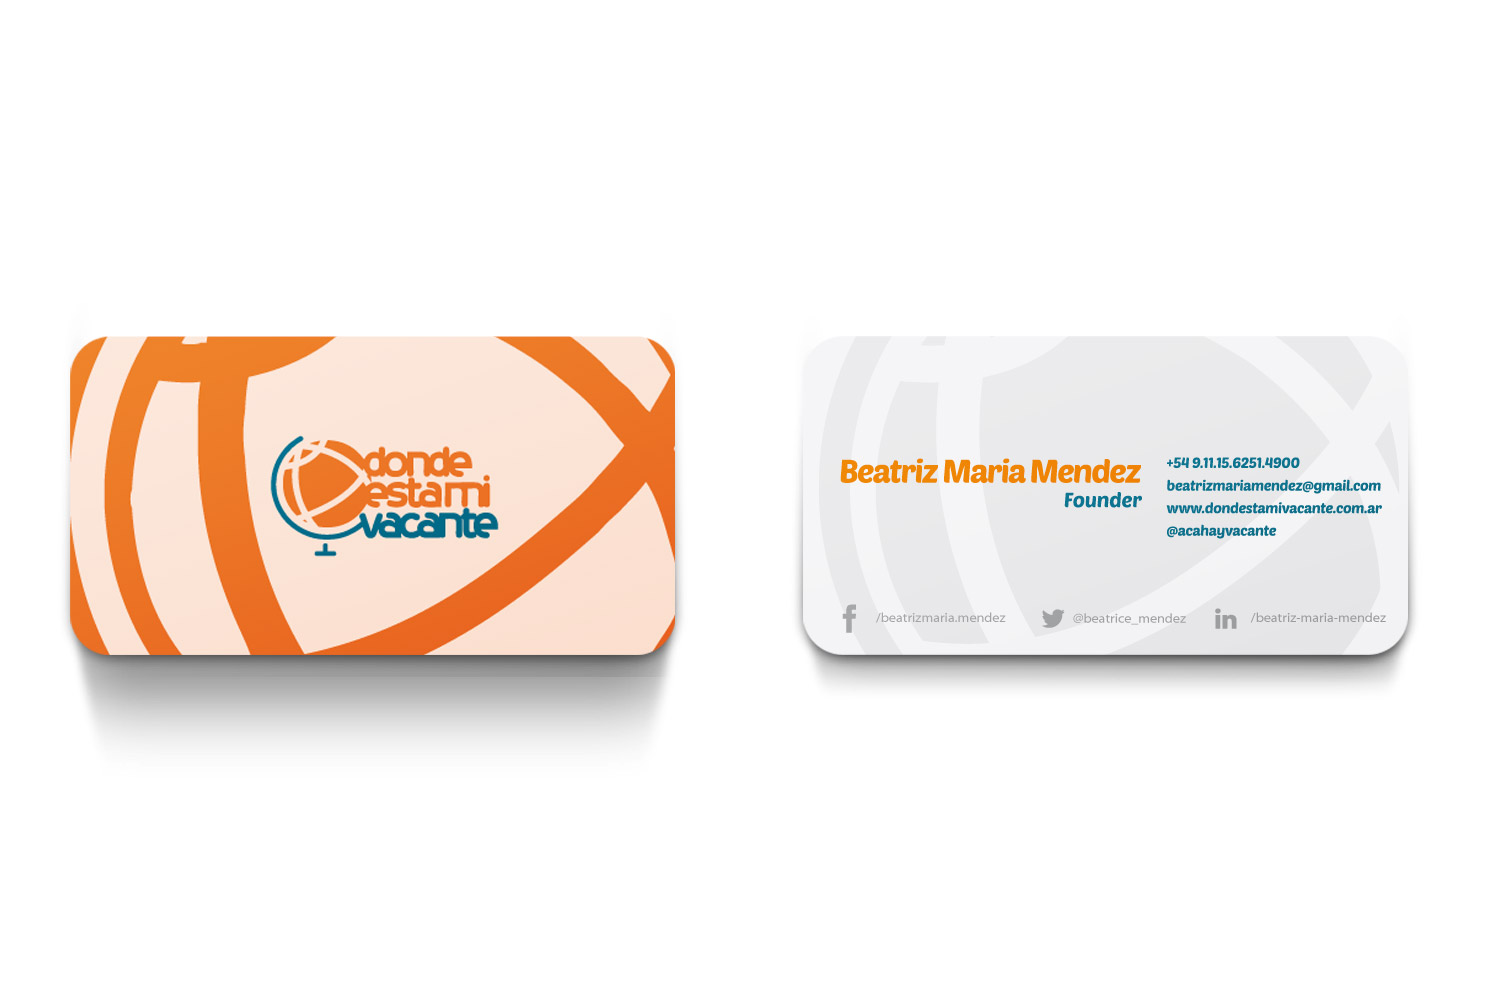 donde
estami
vacante
Beatriz Maria Mendez
Founder
+54 9.11.15.6251.4900
beatrizmariamendez@gmail.com
www.dondestamivacante.com.ar
@acahayvacante
/beatrizmaria.mendez
@beatrice_mendez
/beatriz-maria-mendez